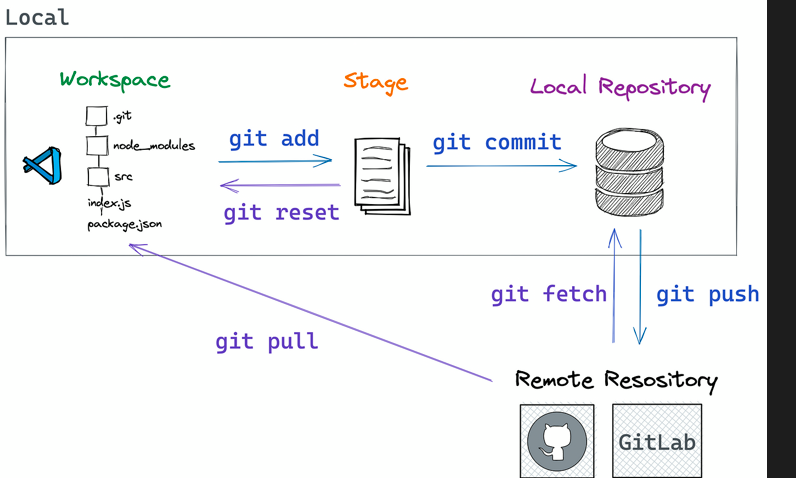 Local
Workspace
Stage
Local Repository
.git
node_modules
src
index.js
package.json
git add
git reset
git commit
git fetch
git push
git pull
Remote Resository
GitLab